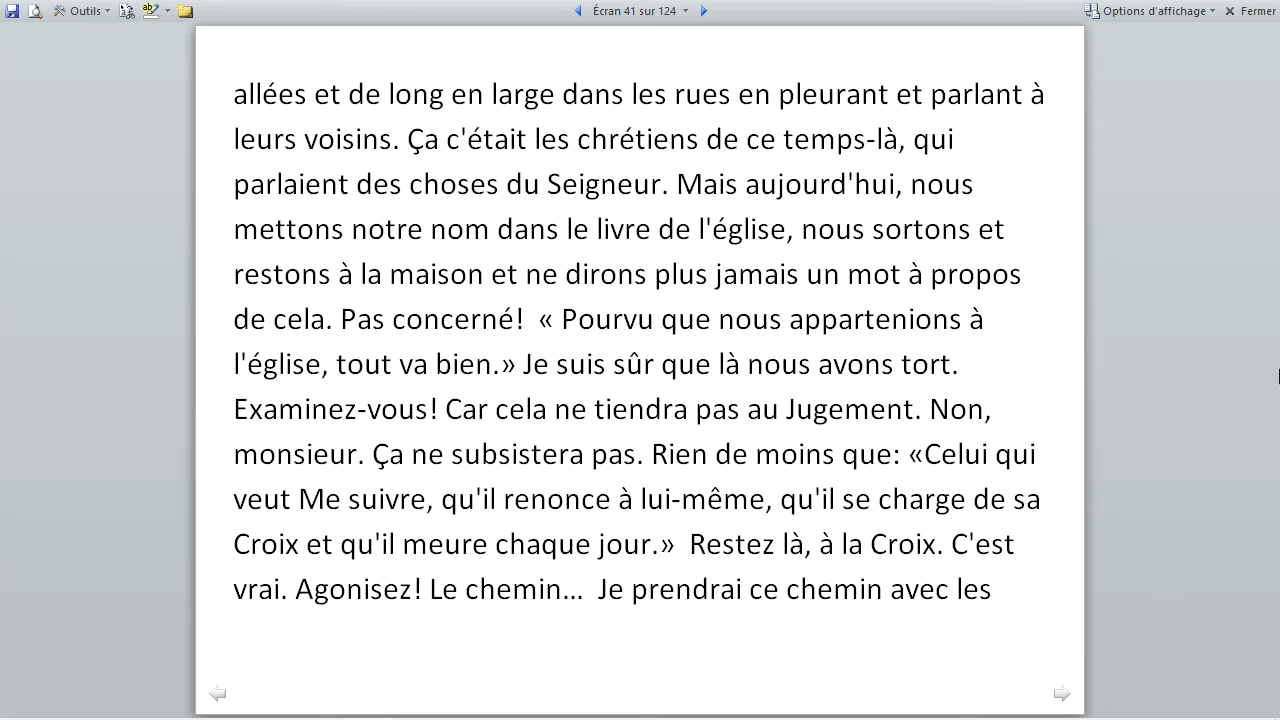 Outils
Écran 41 sur 124
Options d'affichage
Fermer
allées et de long en large dans les rues en pleurant et parlant à
leurs voisins. Ça c'était les chrétiens de ce temps-là, qui
parlaient des choses du Seigneur. Mais aujourd'hui, nous
mettons notre nom dans le livre de l'église, nous sortons et
restons à la maison et ne dirons plus jamais un mot à propos
de cela. Pas concerné!  « Pourvu que nous appartenions à
l'église, tout va bien.» Je suis sûr que là nous avons tort.
Examinez-vous! Car cela ne tiendra pas au Jugement. Non,
monsieur. Ça ne subsistera pas. Rien de moins que: «Celui qui
veut Me suivre, qu'il renonce à lui-même, qu'il se charge de sa
Croix et qu'il meure chaque jour.»  Restez là, à la Croix. C'est
vrai. Agonisez! Le chemin...  Je prendrai ce chemin avec les